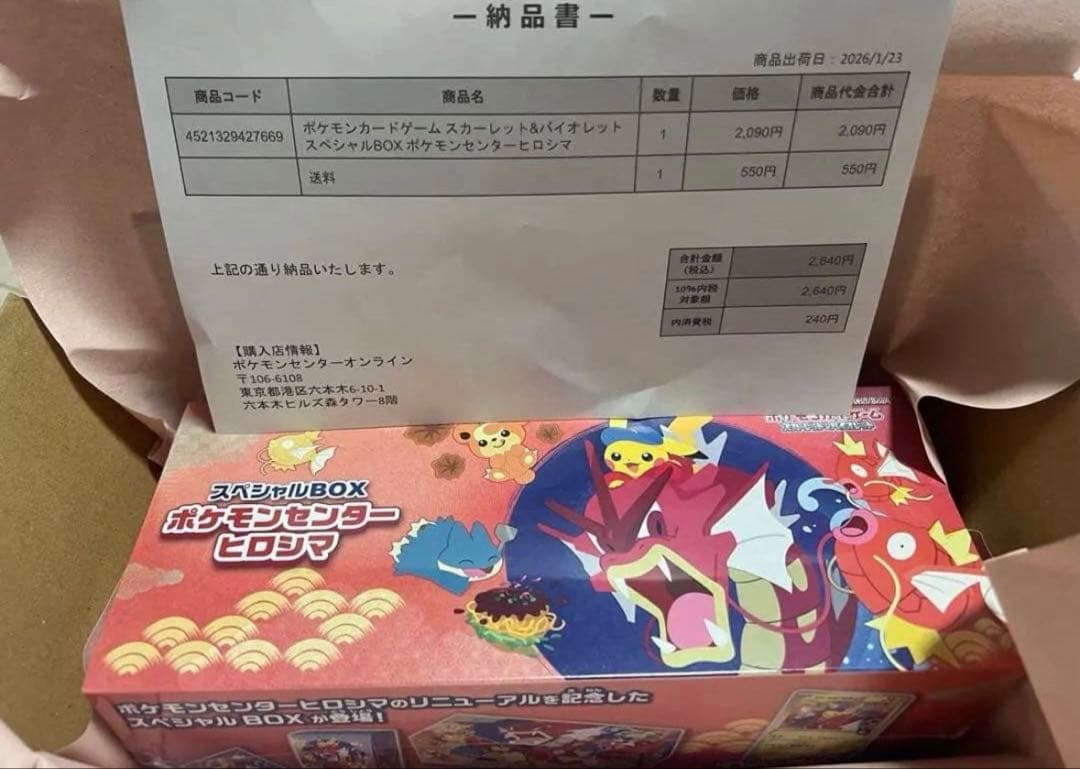 ー納品書ー
商品出荷日：2026/1/23
商品コード 商品名 数量 価格 商品代金合計
4521329427669 ポケモンカードゲーム スカーレット&バイオレット
スペシャルBOX ポケモンセンターヒロシマ 1 2,090円 2,090円
送料 1 550円 550円
上記の通り納品いたします。
合計金額
(税込) 2,640円
10%内税
対象額 2,640円
内消費税 240円
【購入店情報】
ポケモンセンターオンライン
〒106-6108
東京都港区六本木6-10-1
六本木ヒルズ森タワー8階
スペシャルBOX
ポケモンセンター
ヒロシマ
ポケモンセンターヒロシマのリニューアルを記念した
スペシャルBOXが登場!